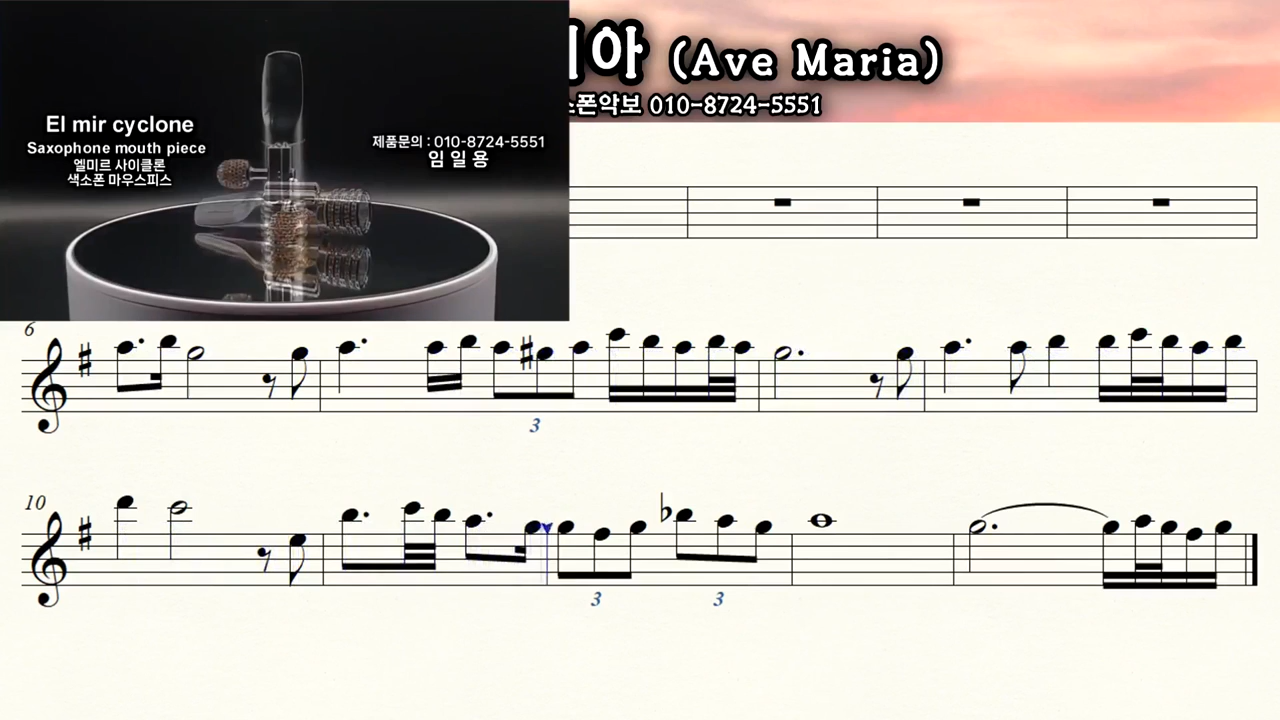 아 (Ave Maria)
폰악보 010-8724-5551
El mir cyclone
Saxophone mouth piece
엘미르 사이클론
색소폰 마우스피스
제품문의 : 010-8724-5551
임 일 용
6
3
10
3
3